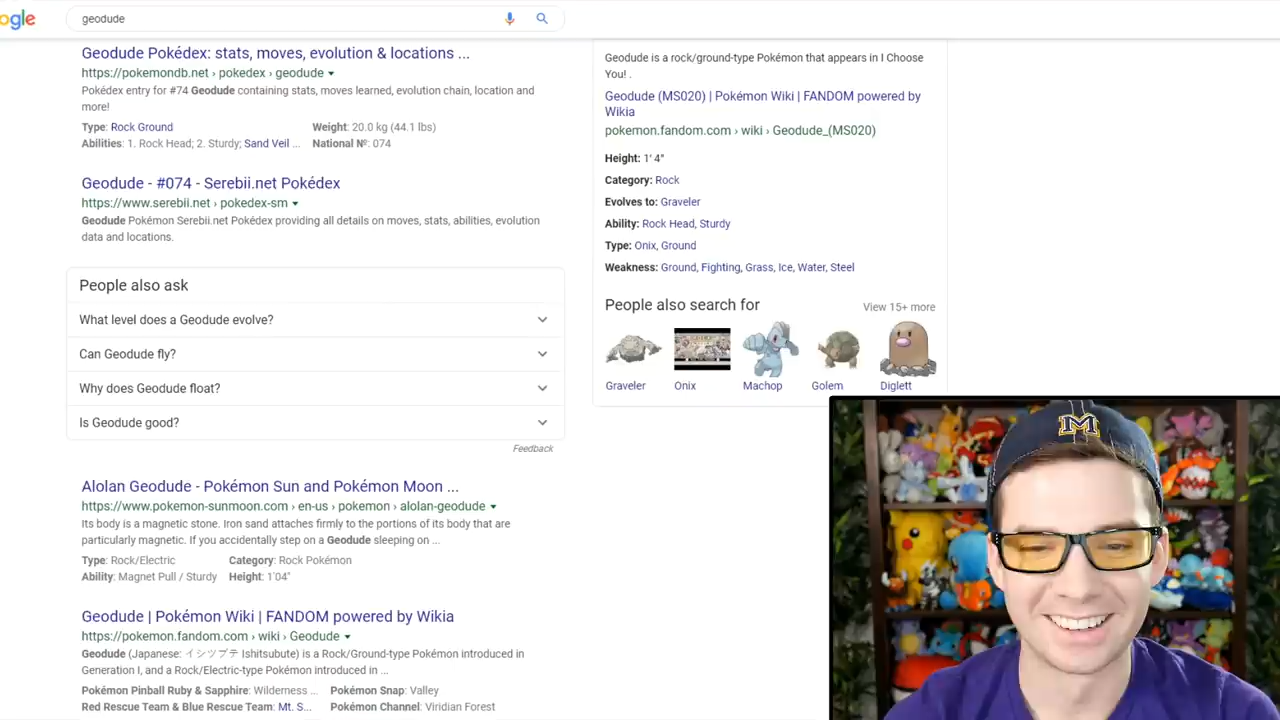 ogle
geodude
Geodude Pokédex: stats, moves, evolution & locations ...
https://pokemondb.net › pokedex › geodude
Pokédex entry for #74 Geodude containing stats, moves learned, evolution chain, location and
more!
Type: Rock Ground
Weight: 20.0 kg (44.1 lbs)
Abilities: 1. Rock Head; 2. Sturdy; Sand Veil ...
National №: 074
Geodude - #074 - Serebii.net Pokédex
https://www.serebii.net › pokedex-sm
Geodude Pokémon Serebii.net Pokédex providing all details on moves, stats, abilities, evolution
data and locations.
People also ask
What level does a Geodude evolve?
Can Geodude fly?
Why does Geodude float?
Is Geodude good?
Feedback
Alolan Geodude - Pokémon Sun and Pokémon Moon ...
https://www.pokemon-sunmoon.com › en-us › pokemon › alolan-geodude
Its body is a magnetic stone. Iron sand attaches firmly to the portions of its body that are
particularly magnetic. If you accidentally step on a Geodude sleeping on ...
Type: Rock/Electric
Category: Rock Pokémon
Ability: Magnet Pull / Sturdy
Height: 1'04"
Geodude | Pokémon Wiki | FANDOM powered by Wikia
https://pokemon.fandom.com › wiki › Geodude
Geodude (Japanese: イシツブテ Ishitsubute) is a Rock/Ground-type Pokémon introduced in
Generation I, and a Rock/Electric-type Pokémon introduced in ...
Pokémon Pinball Ruby & Sapphire: Wilderness ...
Pokémon Snap: Valley
Red Rescue Team & Blue Rescue Team: Mt. S...
Pokémon Channel: Viridian Forest
Geodude is a rock/ground-type Pokémon that appears in I Choose
You! .
Geodude (MS020) | Pokémon Wiki | FANDOM powered by
Wikia
pokemon.fandom.com › wiki › Geodude_(MS020)
Height: 1' 4"
Category: Rock
Evolves to: Graveler
Ability: Rock Head, Sturdy
Type: Onix, Ground
Weakness: Ground, Fighting, Grass, Ice, Water, Steel
People also search for
View 15+ more
Graveler
Onix
Machop
Golem
Diglett
M